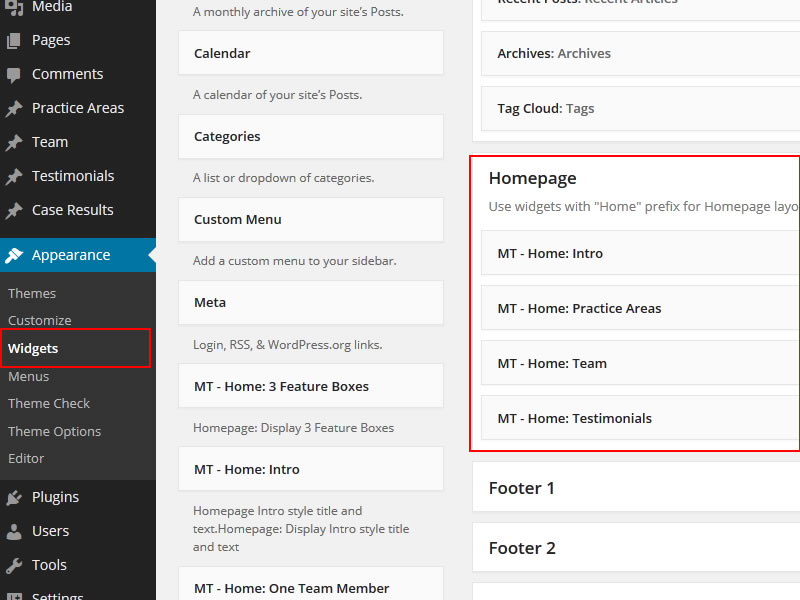 Media
Pages
Comments
Practice Areas
Team
Testimonials
Case Results
Appearance
Themes
Customize
Widgets
Menus
Theme Check
Theme Options
Editor
Plugins
Users
Tools
Settings
A monthly archive of your site's Posts.
Calendar
A calendar of your site's Posts.
Categories
A list or dropdown of categories.
Custom Menu
Add a custom menu to your sidebar.
Meta
Login, RSS, & WordPress.org links.
MT - Home: 3 Feature Boxes
Homepage: Display 3 Feature Boxes
MT - Home: Intro
Homepage Intro style title and
text.Homepage: Display Intro style title
and text
MT - Home: One Team Member
Recent Posts: Recent Articles
Archives: Archives
Tag Cloud: Tags
Homepage
Use widgets with "Home" prefix for Homepage layo
MT - Home: Intro
MT - Home: Practice Areas
MT - Home: Team
MT - Home: Testimonials
Footer 1
Footer 2